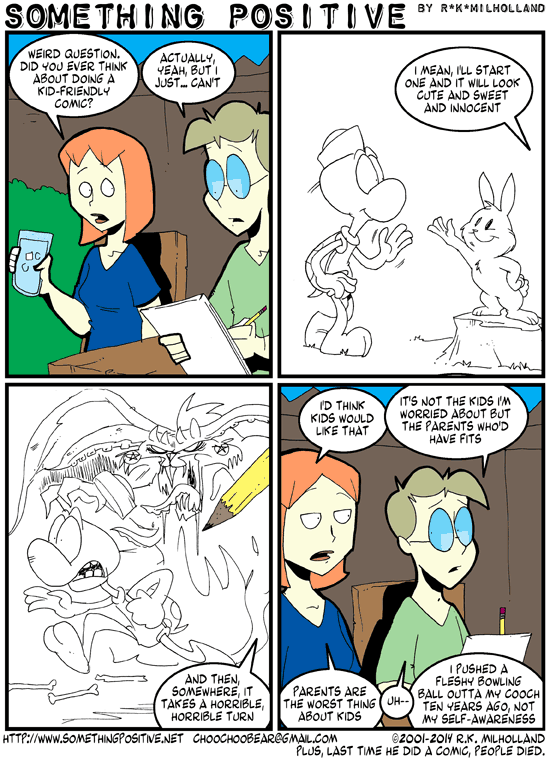 SOMETHING POSITIVE BY R*K*MILHOLLAND
WEIRD QUESTION.
DID YOU EVER THINK
ABOUT DOING A
KID-FRIENDLY
COMIC?
ACTUALLY,
YEAH, BUT I
JUST... CAN'T
I MEAN, I'LL START
ONE AND IT WILL LOOK
CUTE AND SWEET
AND INNOCENT
AND THEN,
SOMEWHERE, IT
TAKES A HORRIBLE,
HORRIBLE TURN
I'D THINK
KIDS WOULD
LIKE THAT
IT'S NOT THE KIDS I'M
WORRIED ABOUT BUT
THE PARENTS WHO'D
HAVE FITS
PARENTS ARE
THE WORST THING
ABOUT KIDS
UH--
I PUSHED A
FLESHY BOWLING
BALL OUTTA MY COOCH
TEN YEARS AGO, NOT
MY SELF-AWARENESS
HTTP://WWW.SOMETHINGPOSITIVE.NET CHOOCHOOBEAR@GMAIL.COM ©2001-2014 R.K. MILHOLLAND
PLUS, LAST TIME HE DID A COMIC, PEOPLE DIED.